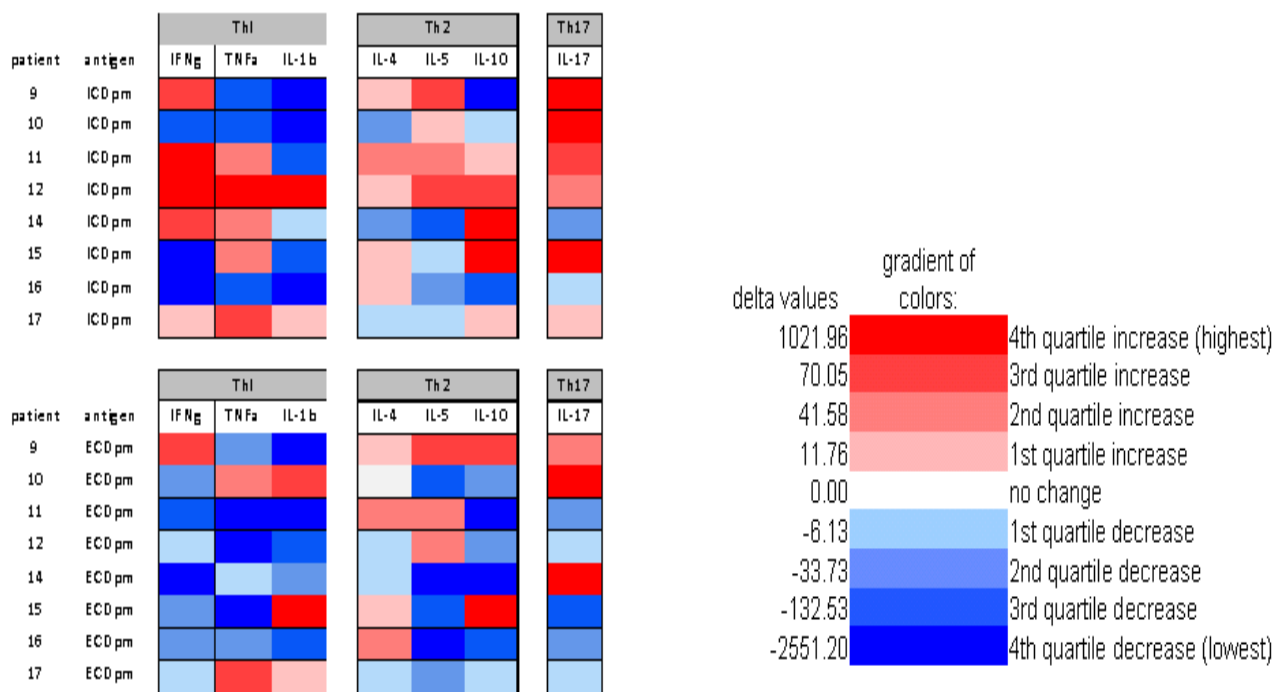 Th1 Th2 Th17
patient antigen IFNg TNFa IL-1b IL-4 IL-5 IL-10 IL-17
9 ICDpm
10 ICDpm
11 ICDpm
12 ICDpm
14 ICDpm
15 ICDpm
16 ICDpm
17 ICDpm
Th1 Th2 Th17
patient antigen IFNg TNFa IL-1b IL-4 IL-5 IL-10 IL-17
9 ECDpm
10 ECDpm
11 ECDpm
12 ECDpm
14 ECDpm
15 ECDpm
16 ECDpm
17 ECDpm
gradient of
delta values colors:
1021.96 4th quartile increase (highest)
70.05 3rd quartile increase
41.58 2nd quartile increase
11.76 1st quartile increase
0.00 no change
-6.13 1st quartile decrease
-33.73 2nd quartile decrease
-132.53 3rd quartile decrease
-2551.20 4th quartile decrease (lowest)